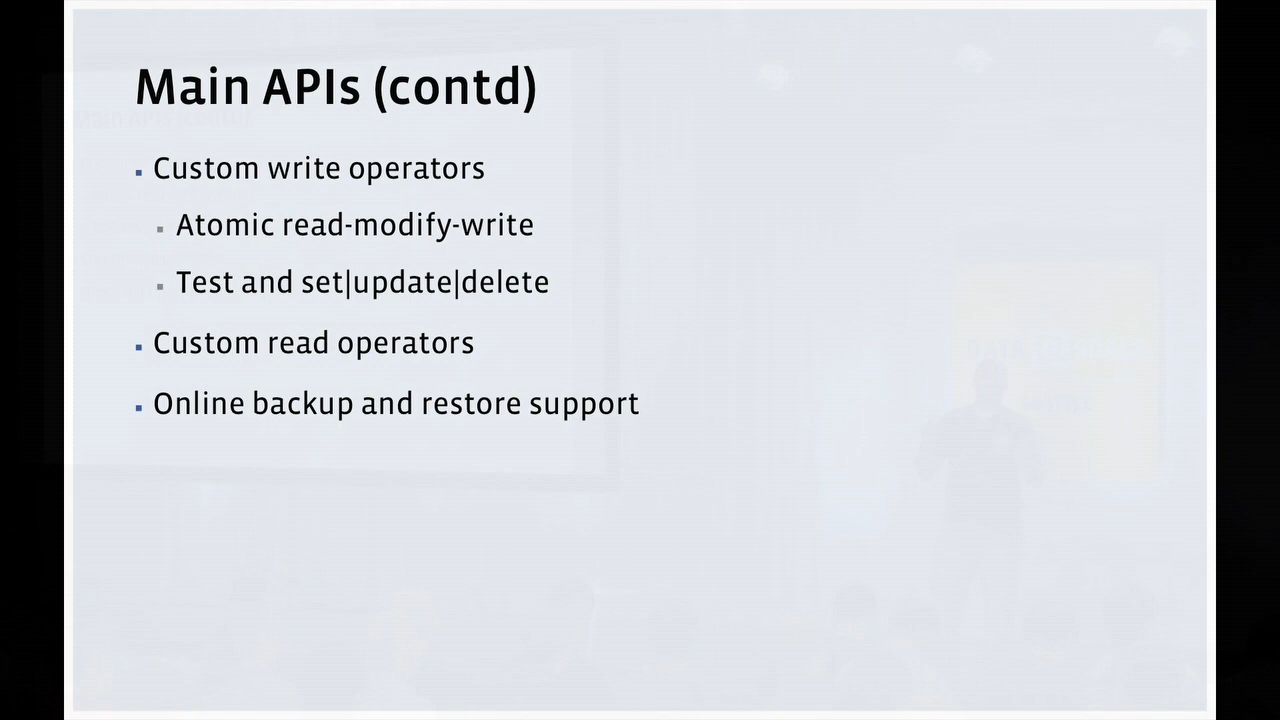 Main APIs (contd)
Custom write operators
Atomic read-modify-write
Test and set|update|delete
Custom read operators
Online backup and restore support